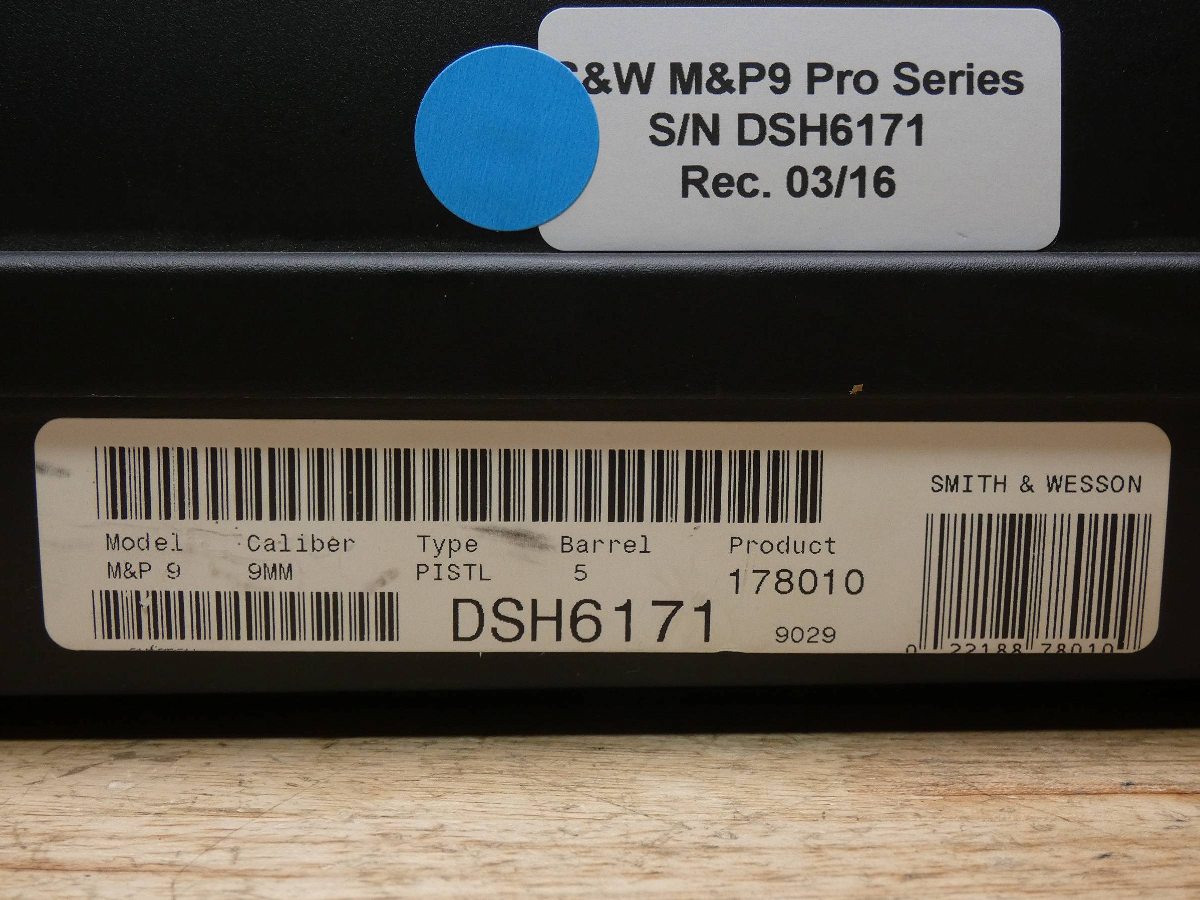 &W M&P9 Pro Series
S/N DSH6171
Rec. 03/16
SMITH & WESSON
Model Caliber Type Barrel Product
M&P 9 9MM PISTL 5 178010
DSH6171 9029
0 22188 78010